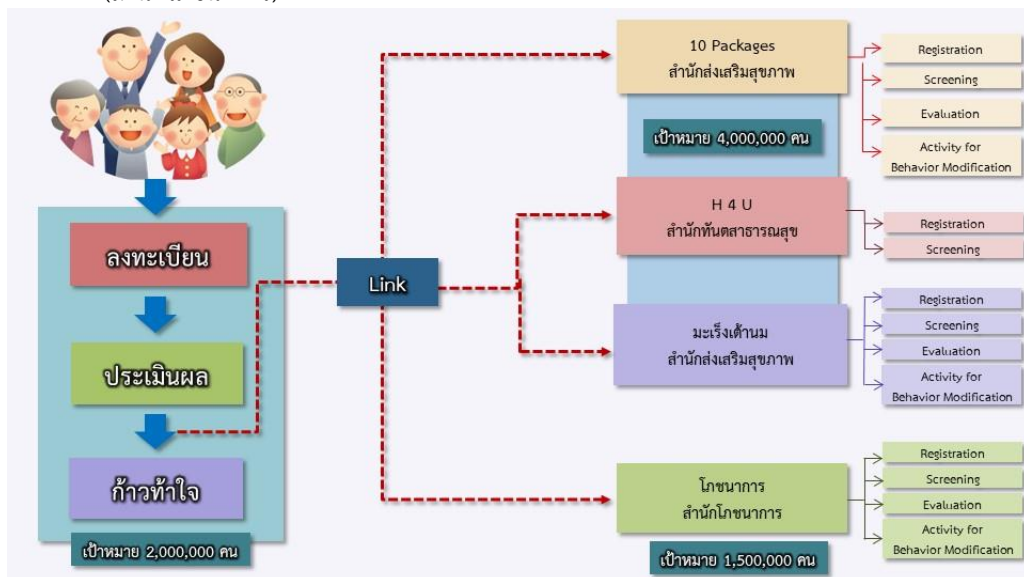 ลงทะเบียน
ประเมินผล
ก้าวท้าใจ
เป้าหมาย 2,000,000 คน
Link
10 Packages
สำนักส่งเสริมสุขภาพ
เป้าหมาย 4,000,000 คน
H 4 U
สำนักทันตสาธารณสุข
มะเร็งเต้านม
สำนักส่งเสริมสุขภาพ
โภชนาการ
สำนักโภชนาการ
เป้าหมาย 1,500,000 คน
Registration
Screening
Evaluation
Activity for
Behavior Modification
Registration
Screening
Registration
Screening
Evaluation
Activity for
Behavior Modification
Registration
Screening
Evaluation
Activity for
Behavior Modification